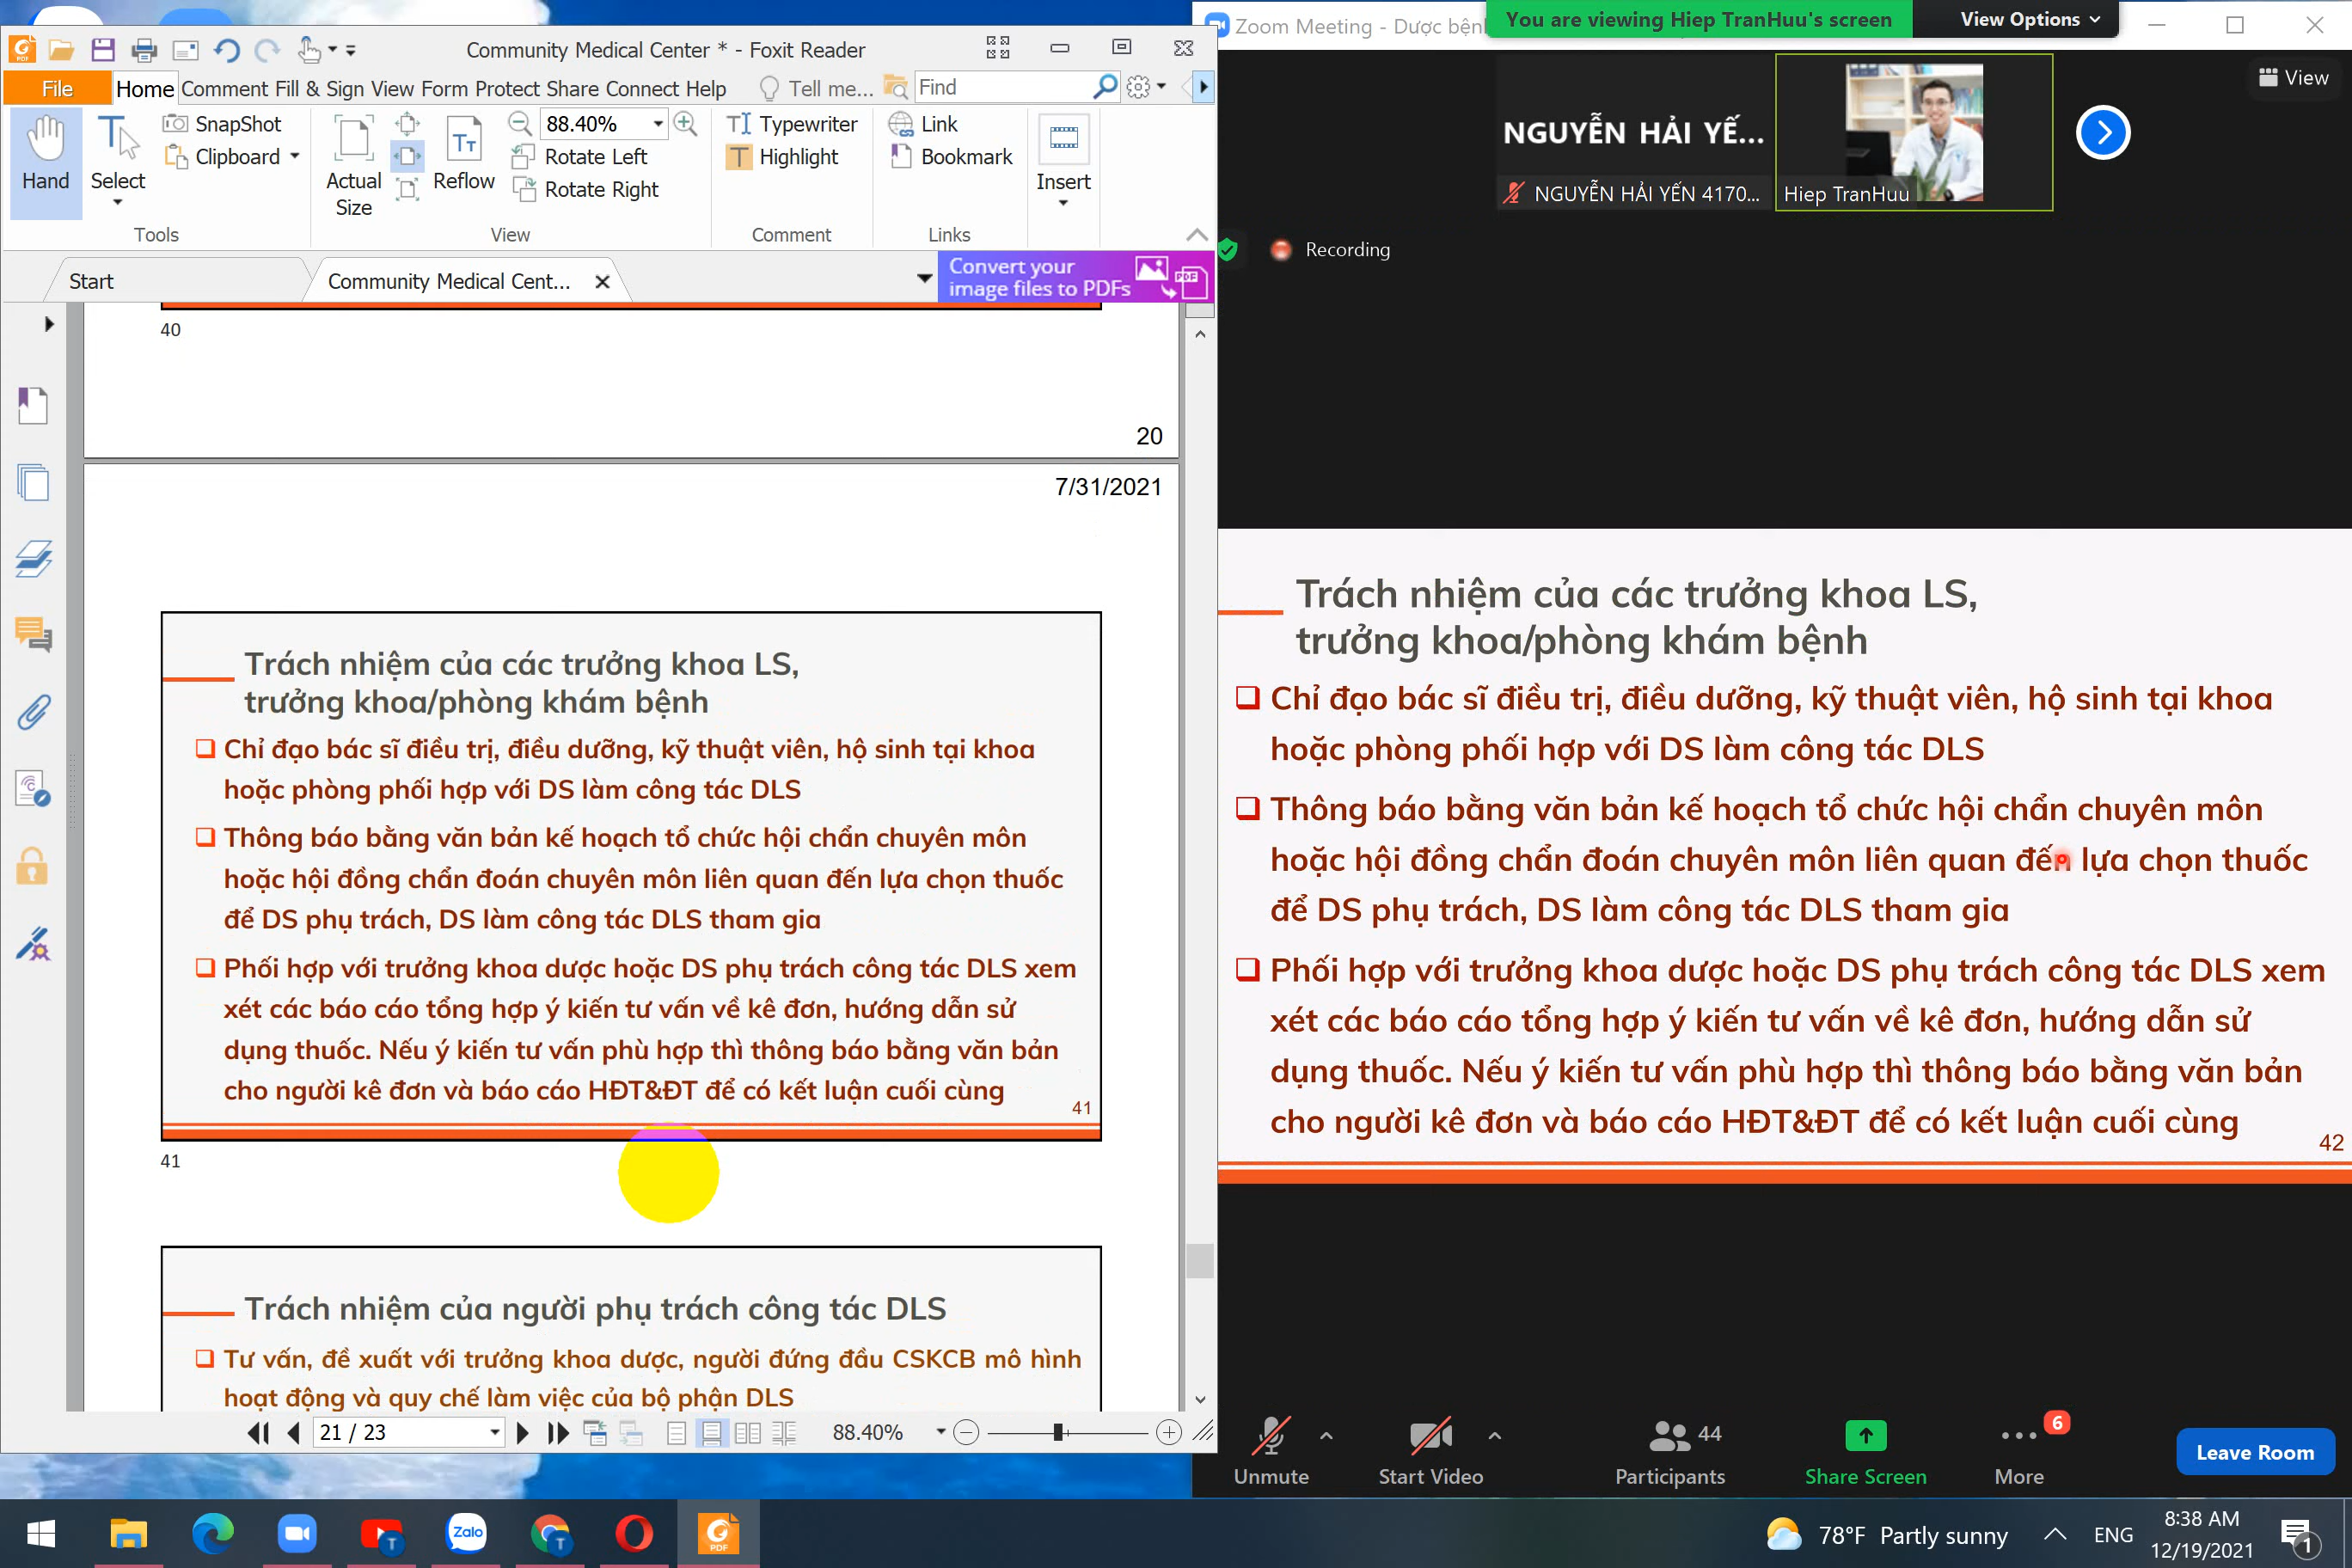 Community Medical Center * - Foxit Reader
File Home Comment Fill & Sign View Form Protect Share Connect Help Tell me... Find
Hand
Select
SnapShot
Clipboard
Tools
Actual Size
Reflow
88.40%
Rotate Left
Rotate Right
View
Typewriter
Highlight
Comment
Link
Bookmark
Links
Insert
Start
Community Medical Cent...
Convert your
image files to PDFs
40
20
7/31/2021
Trách nhiệm của các trưởng khoa LS,
trưởng khoa/phòng khám bệnh
Chỉ đạo bác sĩ điều trị, điều dưỡng, kỹ thuật viên, hộ sinh tại khoa
hoặc phòng phối hợp với DS làm công tác DLS
Thông báo bằng văn bản kế hoạch tổ chức hội chẩn chuyên môn
hoặc hội đồng chẩn đoán chuyên môn liên quan đến lựa chọn thuốc
để DS phụ trách, DS làm công tác DLS tham gia
Phối hợp với trưởng khoa dược hoặc DS phụ trách công tác DLS xem
xét các báo cáo tổng hợp ý kiến tư vấn về kê đơn, hướng dẫn sử
dụng thuốc. Nếu ý kiến tư vấn phù hợp thì thông báo bằng văn bản
cho người kê đơn và báo cáo HĐT&ĐT để có kết luận cuối cùng
41
41
Trách nhiệm của người phụ trách công tác DLS
Tư vấn, đề xuất với trưởng khoa dược, người đứng đầu CSKCB mô hình
hoạt động và quy chế làm việc của bộ phận DLS
21 / 23
88.40%
Zoom Meeting - Dược bện
You are viewing Hiep TranHuu's screen
View Options
View
NGUYỄN HẢI YẾ...
NGUYỄN HẢI YẾN 4170...
Hiep TranHuu
Recording
Trách nhiệm của các trưởng khoa LS,
trưởng khoa/phòng khám bệnh
Chỉ đạo bác sĩ điều trị, điều dưỡng, kỹ thuật viên, hộ sinh tại khoa
hoặc phòng phối hợp với DS làm công tác DLS
Thông báo bằng văn bản kế hoạch tổ chức hội chẩn chuyên môn
hoặc hội đồng chẩn đoán chuyên môn liên quan đến lựa chọn thuốc
để DS phụ trách, DS làm công tác DLS tham gia
Phối hợp với trưởng khoa dược hoặc DS phụ trách công tác DLS xem
xét các báo cáo tổng hợp ý kiến tư vấn về kê đơn, hướng dẫn sử
dụng thuốc. Nếu ý kiến tư vấn phù hợp thì thông báo bằng văn bản
cho người kê đơn và báo cáo HĐT&ĐT để có kết luận cuối cùng
42
Unmute
Start Video
44
Participants
Share Screen
6
More
Leave Room
Zalo
PDF
78°F Partly sunny
ENG
8:38 AM
12/19/2021
1